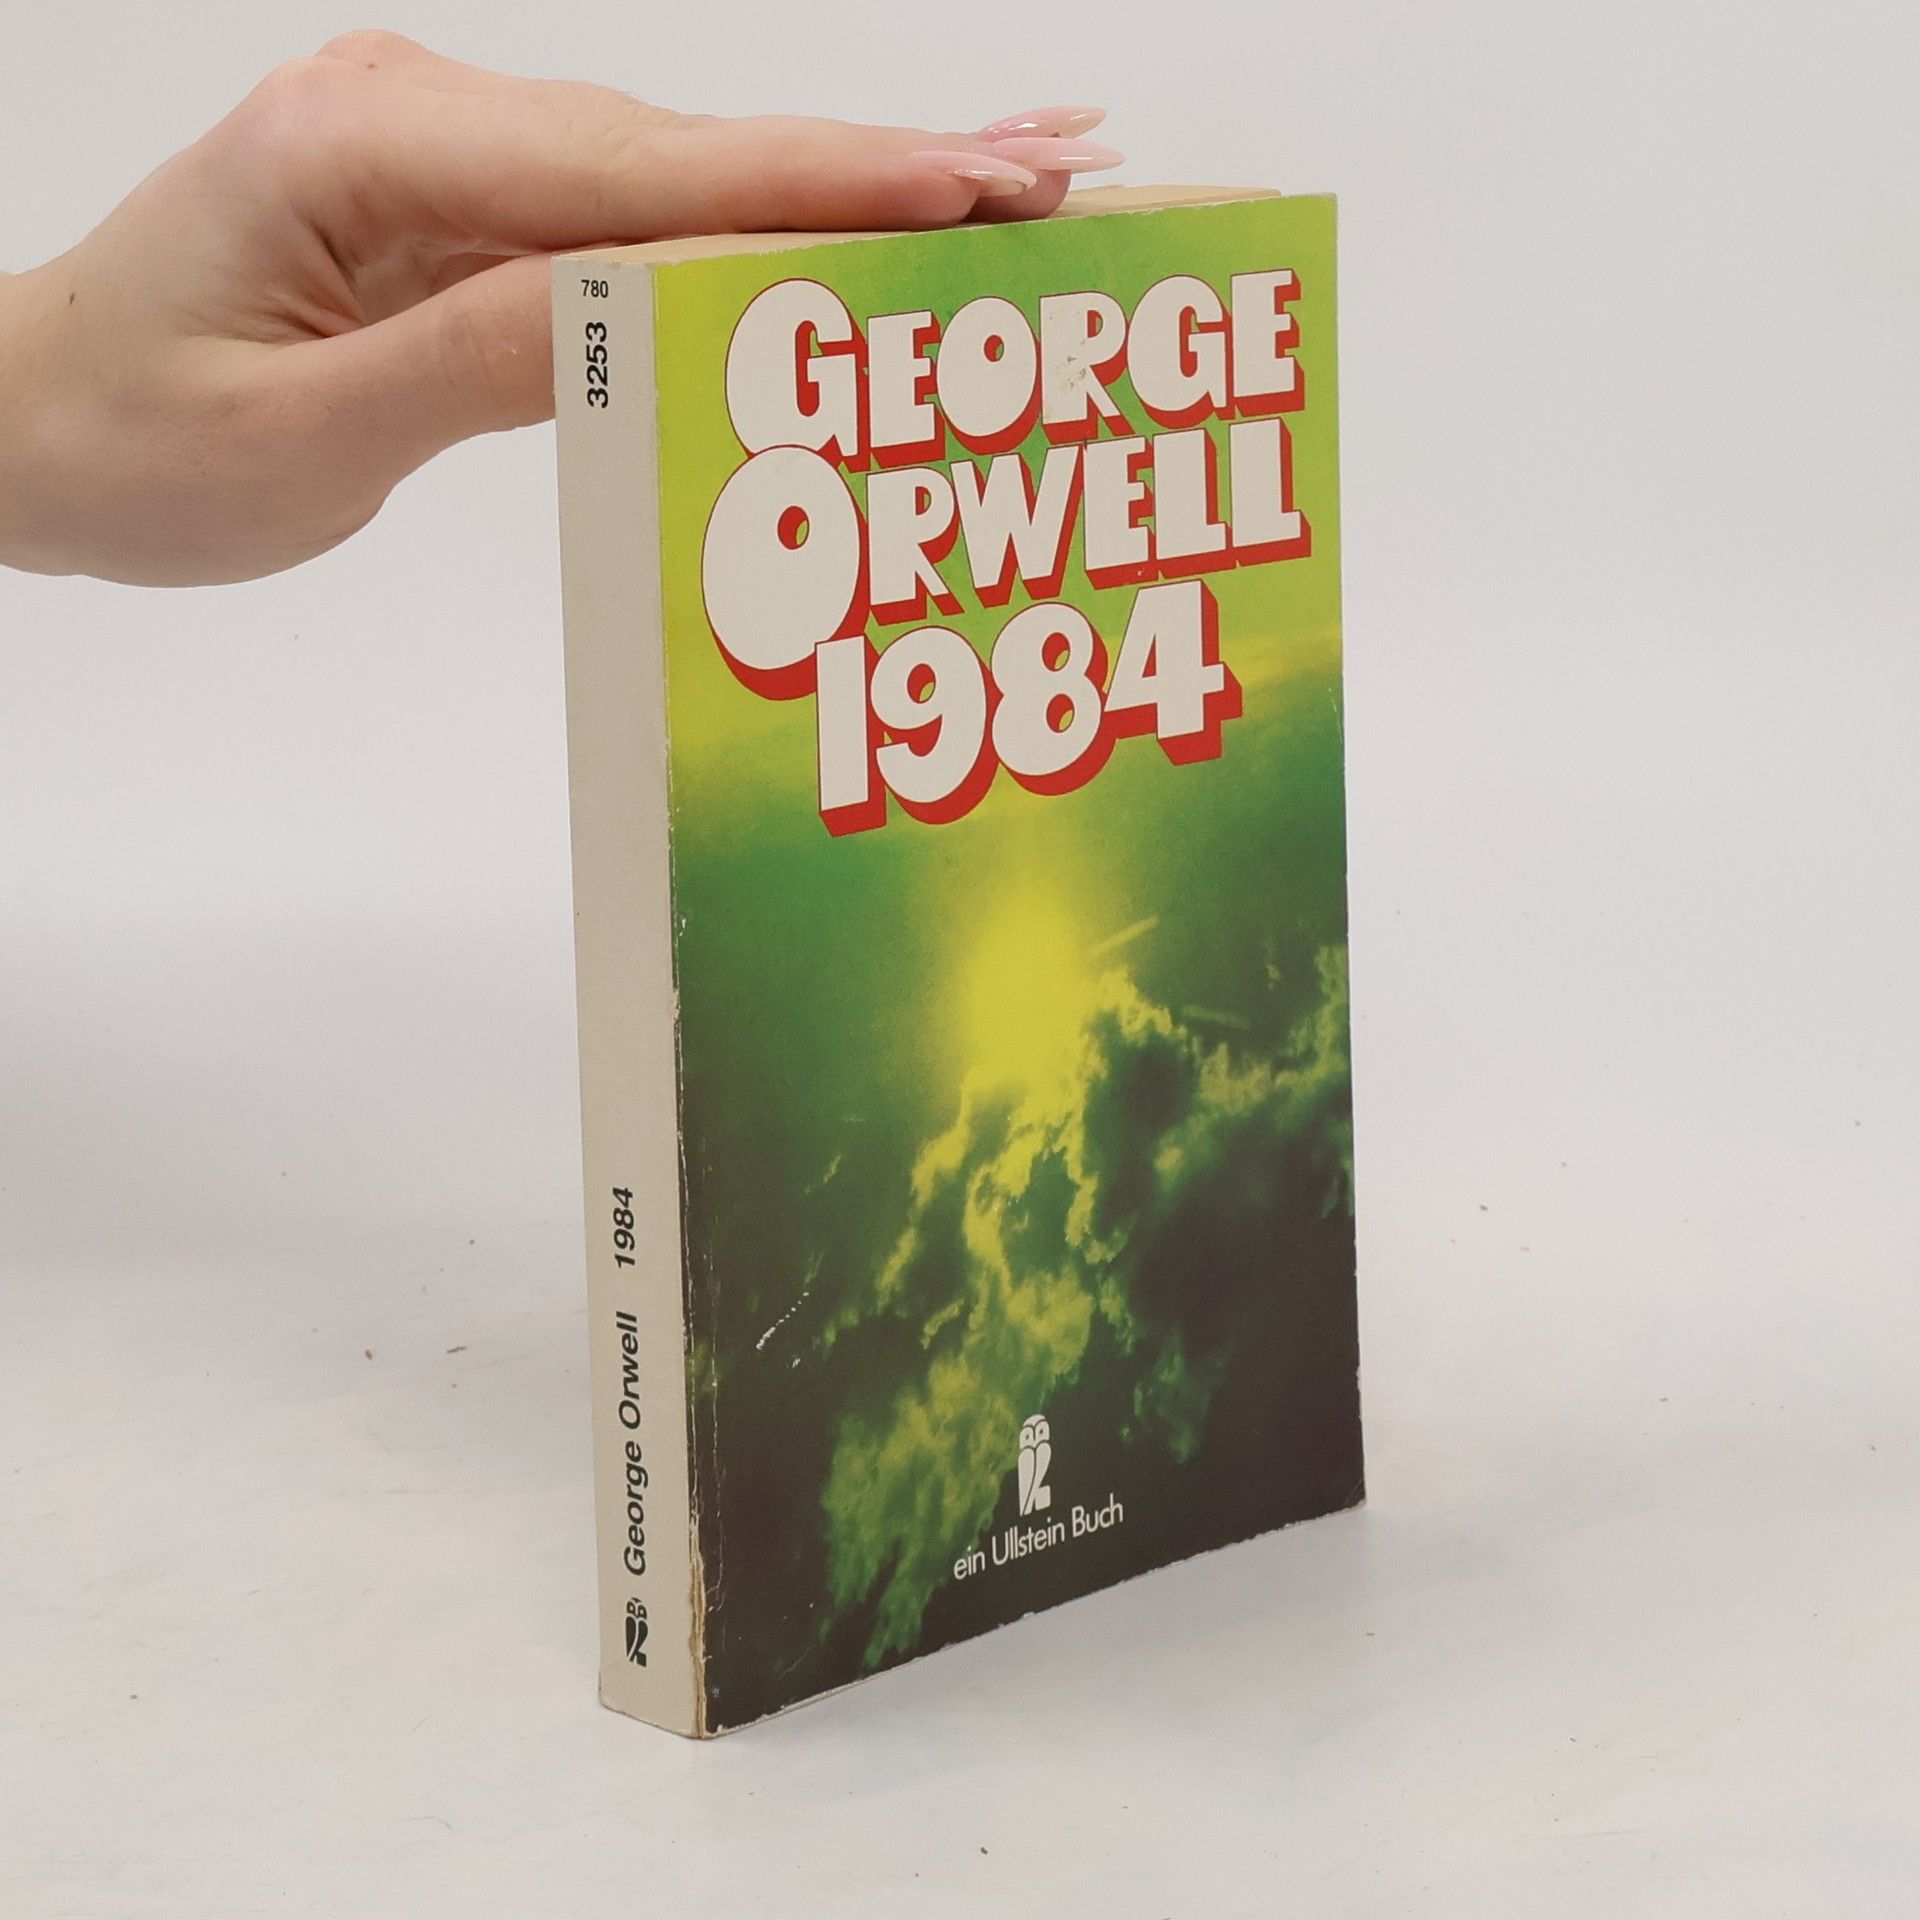 780
3253
George Orwell 1984
GEORGE
ORWELL
1984
ein Ullstein Buch